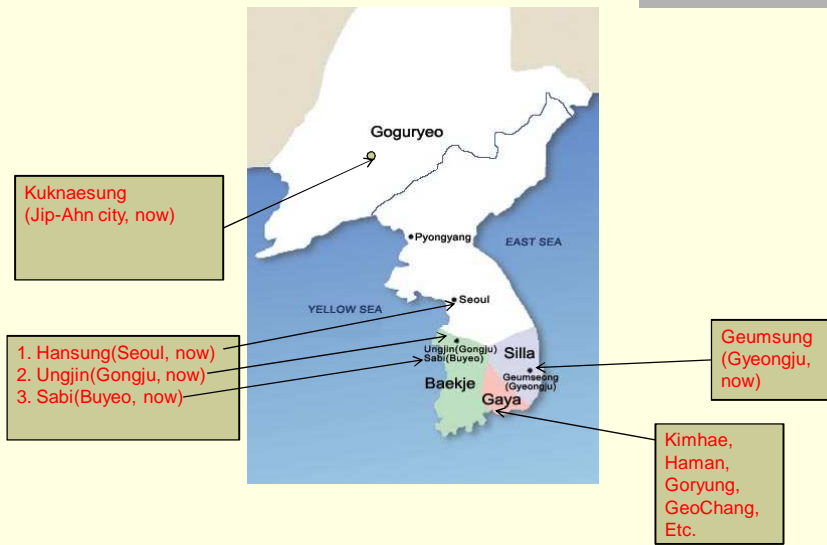 Goguryeo
Kuknaesung
(Jip-Ahn city, now)
Pyongyang
EAST SEA
Seoul
YELLOW SEA
1. Hansung(Seoul, now)
2. Ungjin(Gongju, now)
3. Sabi(Buyeo, now)
Ungjin(Gongju)
Sabi(Buyeo)
Silla
Baekje
Geumseong
(Gyeongju)
Gaya
Geumsung
(Gyeongju,
now)
Kimhae,
Haman,
Goryung,
GeoChang,
Etc.